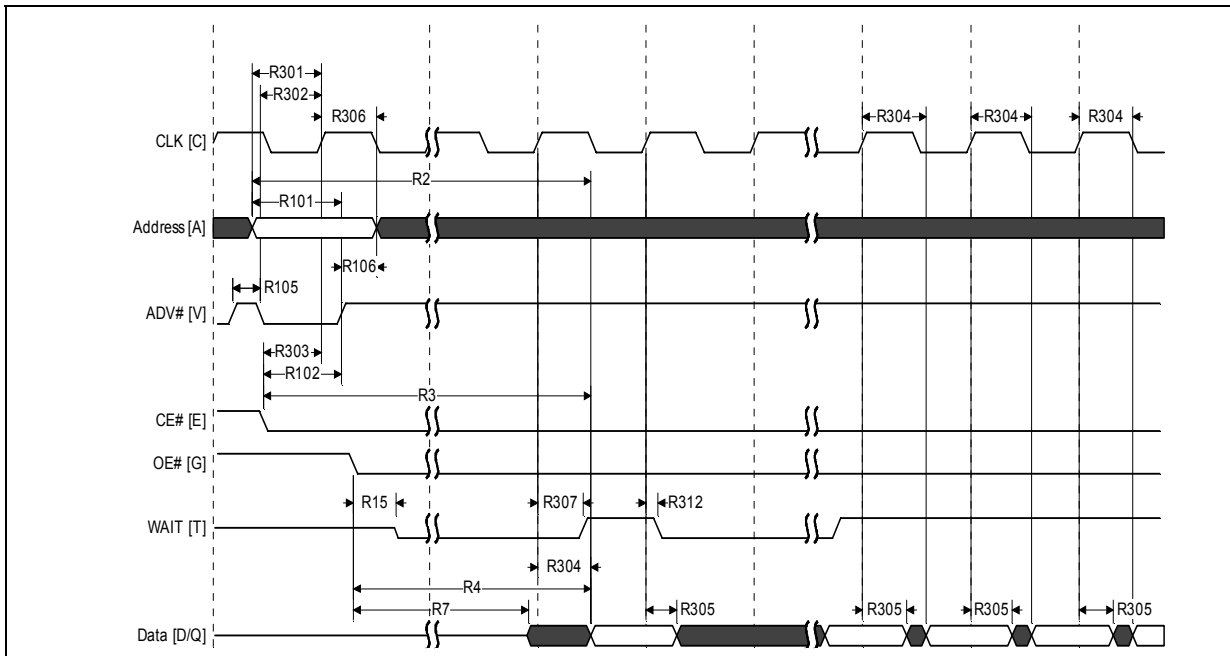 R301
R302
R306
R304 R304 R304
CLK [C]
R2
R101
Address [A]
R106
R105
ADV# [V]
R303
R102
R3
CE# [E]
OE# [G]
R15 R307 R312
WAIT [T]
R304
R4
R7 R305 R305 R305 R305
Data [D/Q]